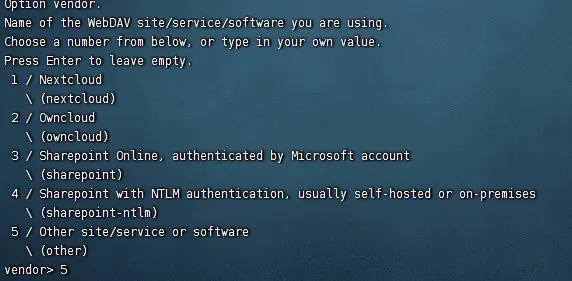 Option vendor.
Name of the WebDAV site/service/software you are using.
Choose a number from below, or type in your own value.
Press Enter to leave empty.
1 / Nextcloud
\ (nextcloud)
2 / Owncloud
\ (owncloud)
3 / Sharepoint Online, authenticated by Microsoft account
\ (sharepoint)
4 / Sharepoint with NTLM authentication, usually self-hosted or on-premises
\ (sharepoint-ntlm)
5 / Other site/service or software
\ (other)
vendor> 5